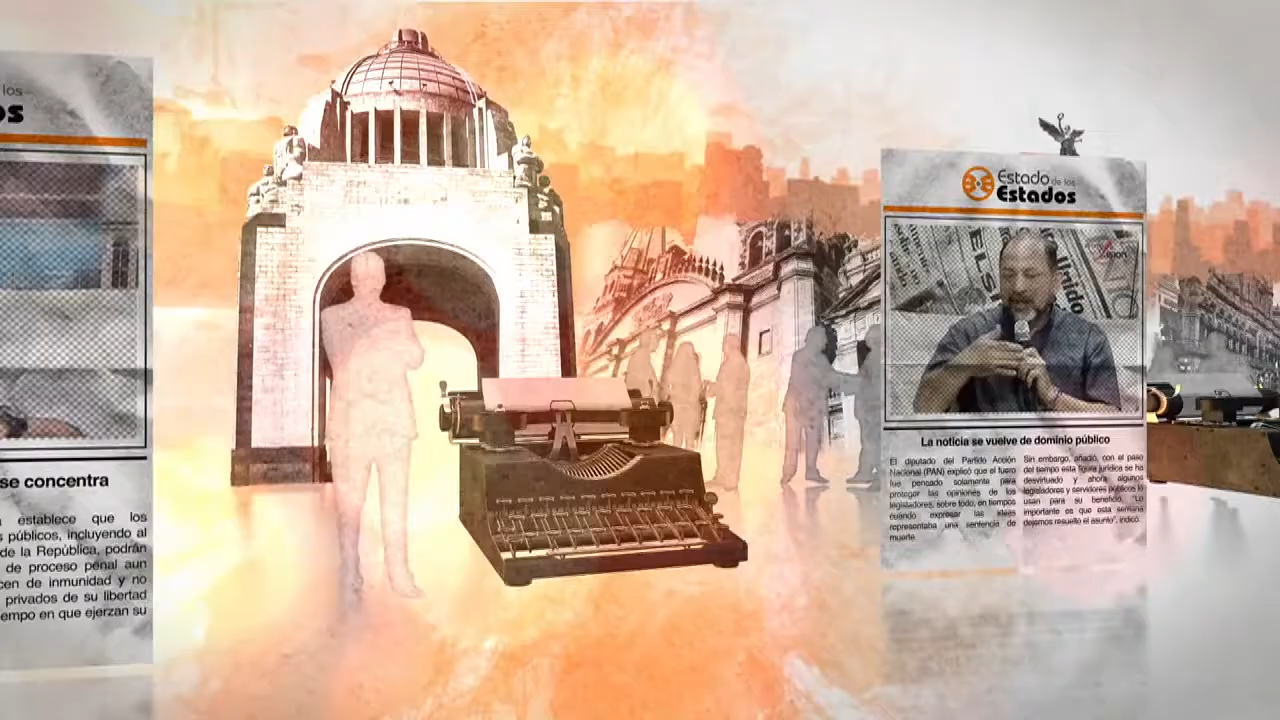 los
os
se concentra
establece que los
públicos, incluyendo al
de la República, podrán
de proceso penal aun
cen de inmunidad y no
privados de su libertad
empo en que ejerzan su
Estado de los
Estados
ELS
Unido
La noticia se vuelve de dominio público
El diputado del Partido Acción
Nacional (PAN) explicó que el fuero
fue pensado solamente para
proteger las opiniones de los
legisladores, sobre todo, en tiempos
cuando expresar las ideas
representaba una sentencia de
muerte.
Sin embargo, añadió, con el paso
del tiempo esta figura jurídica se ha
desvirtuado y ahora algunos
legisladores y servidores públicos lo
usan para su beneficio. "Lo
importante es que esta semana
dejemos resuelto el asunto", indicó.